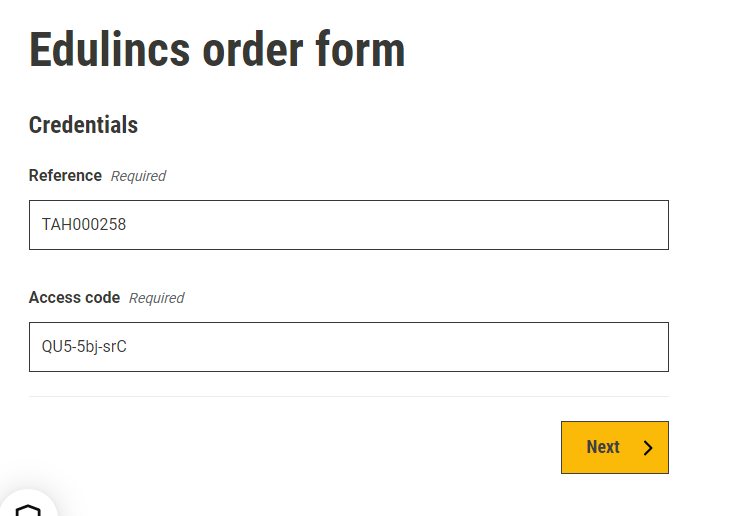 Edulincs order form
Credentials
Reference Required
TAH000258
Access code Required
QU5-5bj-srC
Next